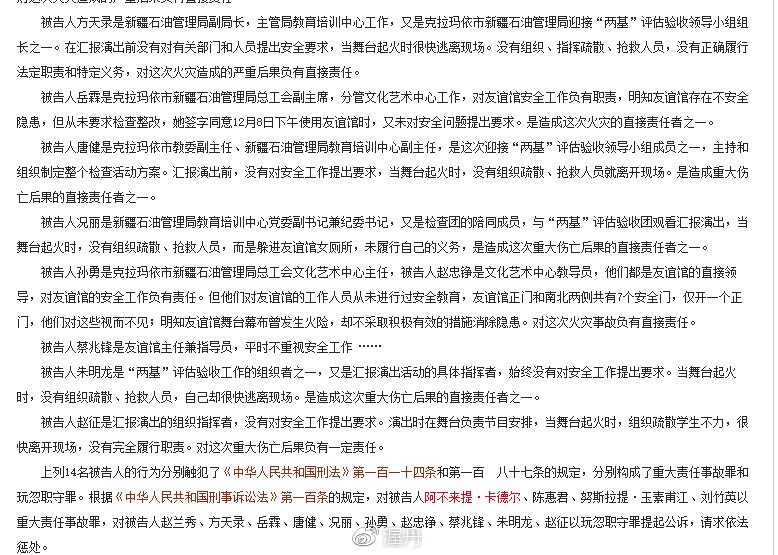 被告人方天录是新疆石油管理局副局长，主管局教育培训中心工作，又是克拉玛依市新疆石油管理局迎接“两基”评估验收领导小组组
长之一。在汇报演出前没有对有关部门和人员提出安全要求，当舞台起火时很快逃离现场。没有组织、指挥疏散、抢救人员，没有正确履行
法定职责和特定义务，对这次火灾造成的严重后果负有直接责任。
被告人岳霖是克拉玛依市新疆石油管理局总工会副主席，分管文化艺术中心工作，对友谊馆安全工作负有职责，明知友谊馆存在不安全
隐患，但从未要求检查整改，她签字同意12月8日下午使用友谊馆时，又未对安全问题提出要求。是造成这次火灾的直接责任者之一。
被告人唐健是克拉玛依市教委副主任、新疆石油管理局教育培训中心副主任，是这次迎接“两基”评估验收领导小组成员之一，主持和
组织制定整个检查活动方案。汇报演出前，没有对安全工作提出要求，当舞台起火时，没有组织疏散、抢救人员就离开现场。是造成重大伤
亡后果的直接责任者之一。
被告人况丽是新疆石油管理局教育培训中心党委副书记兼纪委书记，又是检查团的陪同成员，与“两基”评估验收团观看汇报演出，当
舞台起火时，没有组织疏散、抢救人员，而是躲进友谊馆女厕所，未履行自己的义务，是造成这次重大伤亡后果的直接责任者之一。
被告人孙勇是克拉玛依市新疆石油管理局总工会文化艺术中心主任，被告人赵忠铮是文化艺术中心教导员，他们都是友谊馆的直接领
导，对友谊馆的安全工作负有责任。但他们对友谊馆的工作人员从未进行过安全教育，友谊馆正门和南北两侧共有7个安全门，仅开一个正
门，他们对这些视而不见；明知友谊馆舞台幕布曾发生火险，却不采取积极有效的措施消除隐患。对这次火灾事故负有直接责任。
被告人蔡兆锋是友谊馆主任兼指导员，平时不重视安全工作 ……
被告人朱明龙是“两基”评估验收工作的组织者之一，又是汇报演出活动的具体指挥者，始终没有对安全工作提出要求。当舞台起火
时，没有组织疏散、抢救人员，自己却很快逃离现场。是造成这次重大伤亡后果的直接责任者之一。
被告人赵征是汇报演出的组织指挥者，没有对安全工作提出要求。演出时在舞台负责节目安排，当舞台起火时，组织疏散学生不力，很
快离开现场，没有完全履行职责。对这次重大伤亡后果负有一定责任。
上列14名被告人的行为分别触犯了《中华人民共和国刑法》第一百一十四条和第一百 八十七条的规定，分别构成了重大责任事故罪和
玩忽职守罪。根据《中华人民共和国刑事诉讼法》第一百条的规定，对被告人阿不来提·卡德尔、陈惠君、努斯拉提·玉素甫江、刘竹英以
重大责任事故罪，对被告人赵兰秀、方天录、岳霖、唐健、况丽、孙勇、赵忠铮、蔡兆锋、朱明龙、赵征以玩忽职守罪提起公诉，请求依法
惩处。